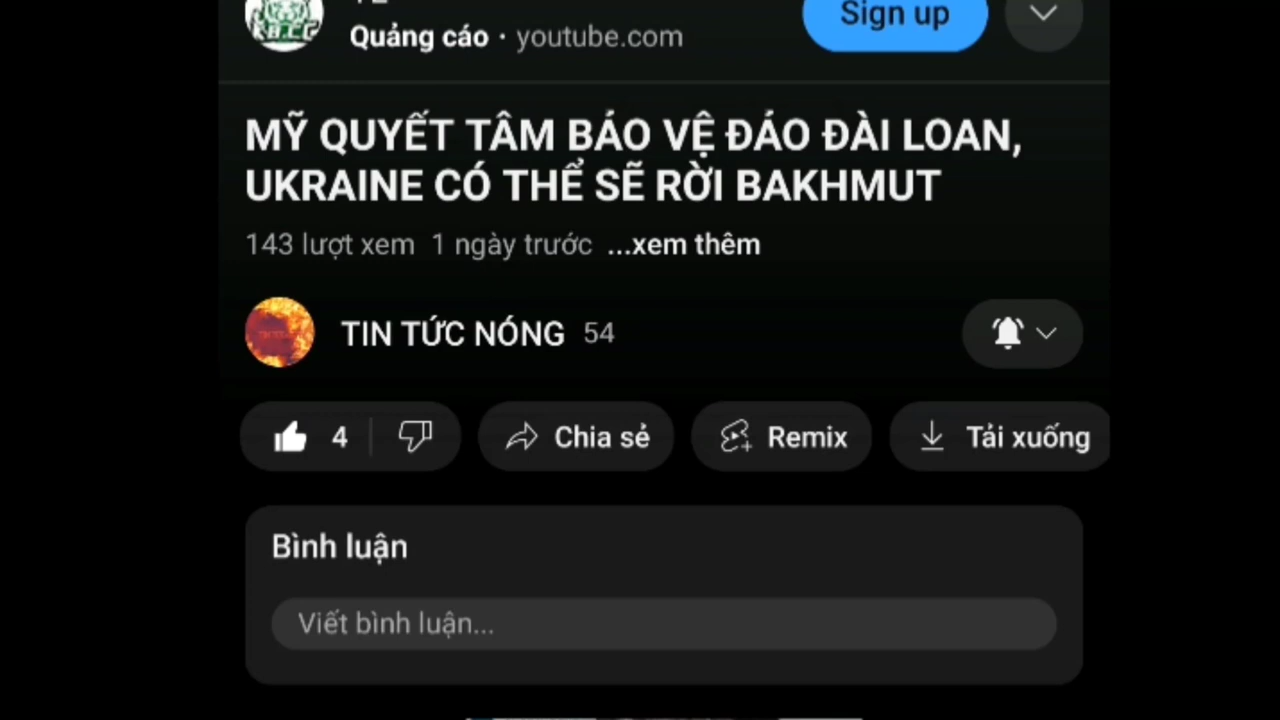 Sign up
Quảng cáo · youtube.com
MỸ QUYẾT TÂM BẢO VỆ ĐẢO ĐÀI LOAN,
UKRAINE CÓ THỂ SẼ RỜI BAKHMUT
143 lượt xem 1 ngày trước ...xem thêm
TIN TỨC NÓNG 54
4 Chia sẻ Remix Tải xuống
Bình luận
Viết bình luận...